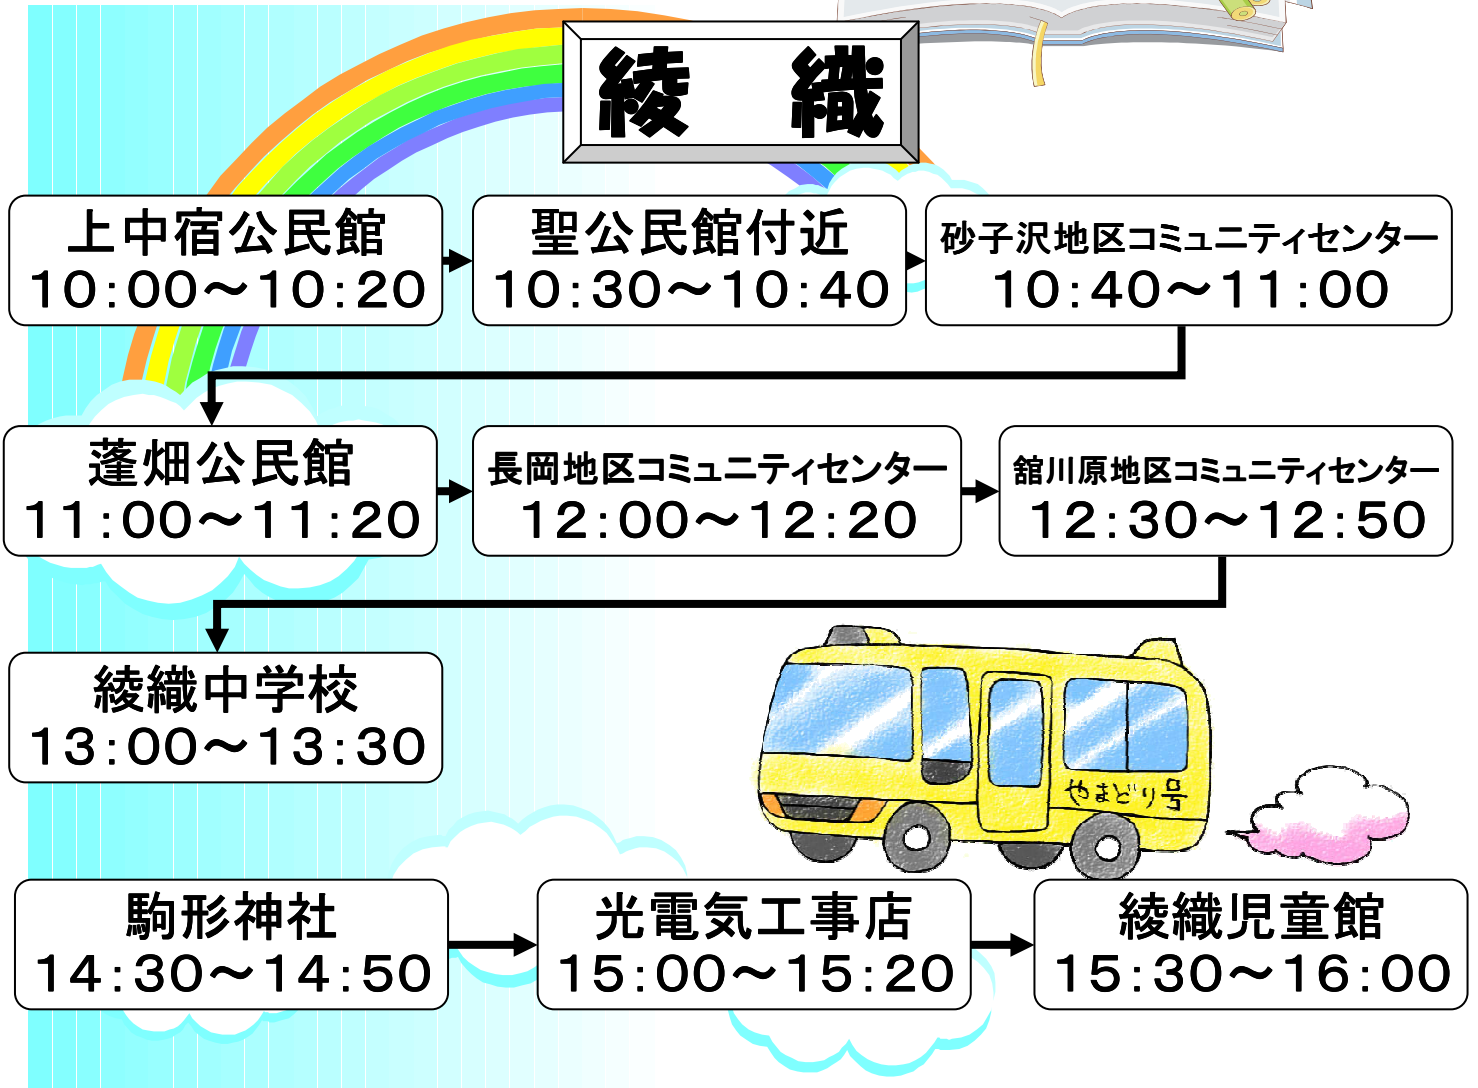 綾　織
上中宿公民館
10:00～10:20
聖公民館付近
10:30～10:40
砂子沢地区コミュニティセンター
10:40～11:00
蓬畑公民館
11:00～11:20
長岡地区コミュニティセンター
12:00～12:20
舘川原地区コミュニティセンター
12:30～12:50
綾織中学校
13:00～13:30
やまどり号
駒形神社
14:30～14:50
光電気工事店
15:00～15:20
綾織児童館
15:30～16:00